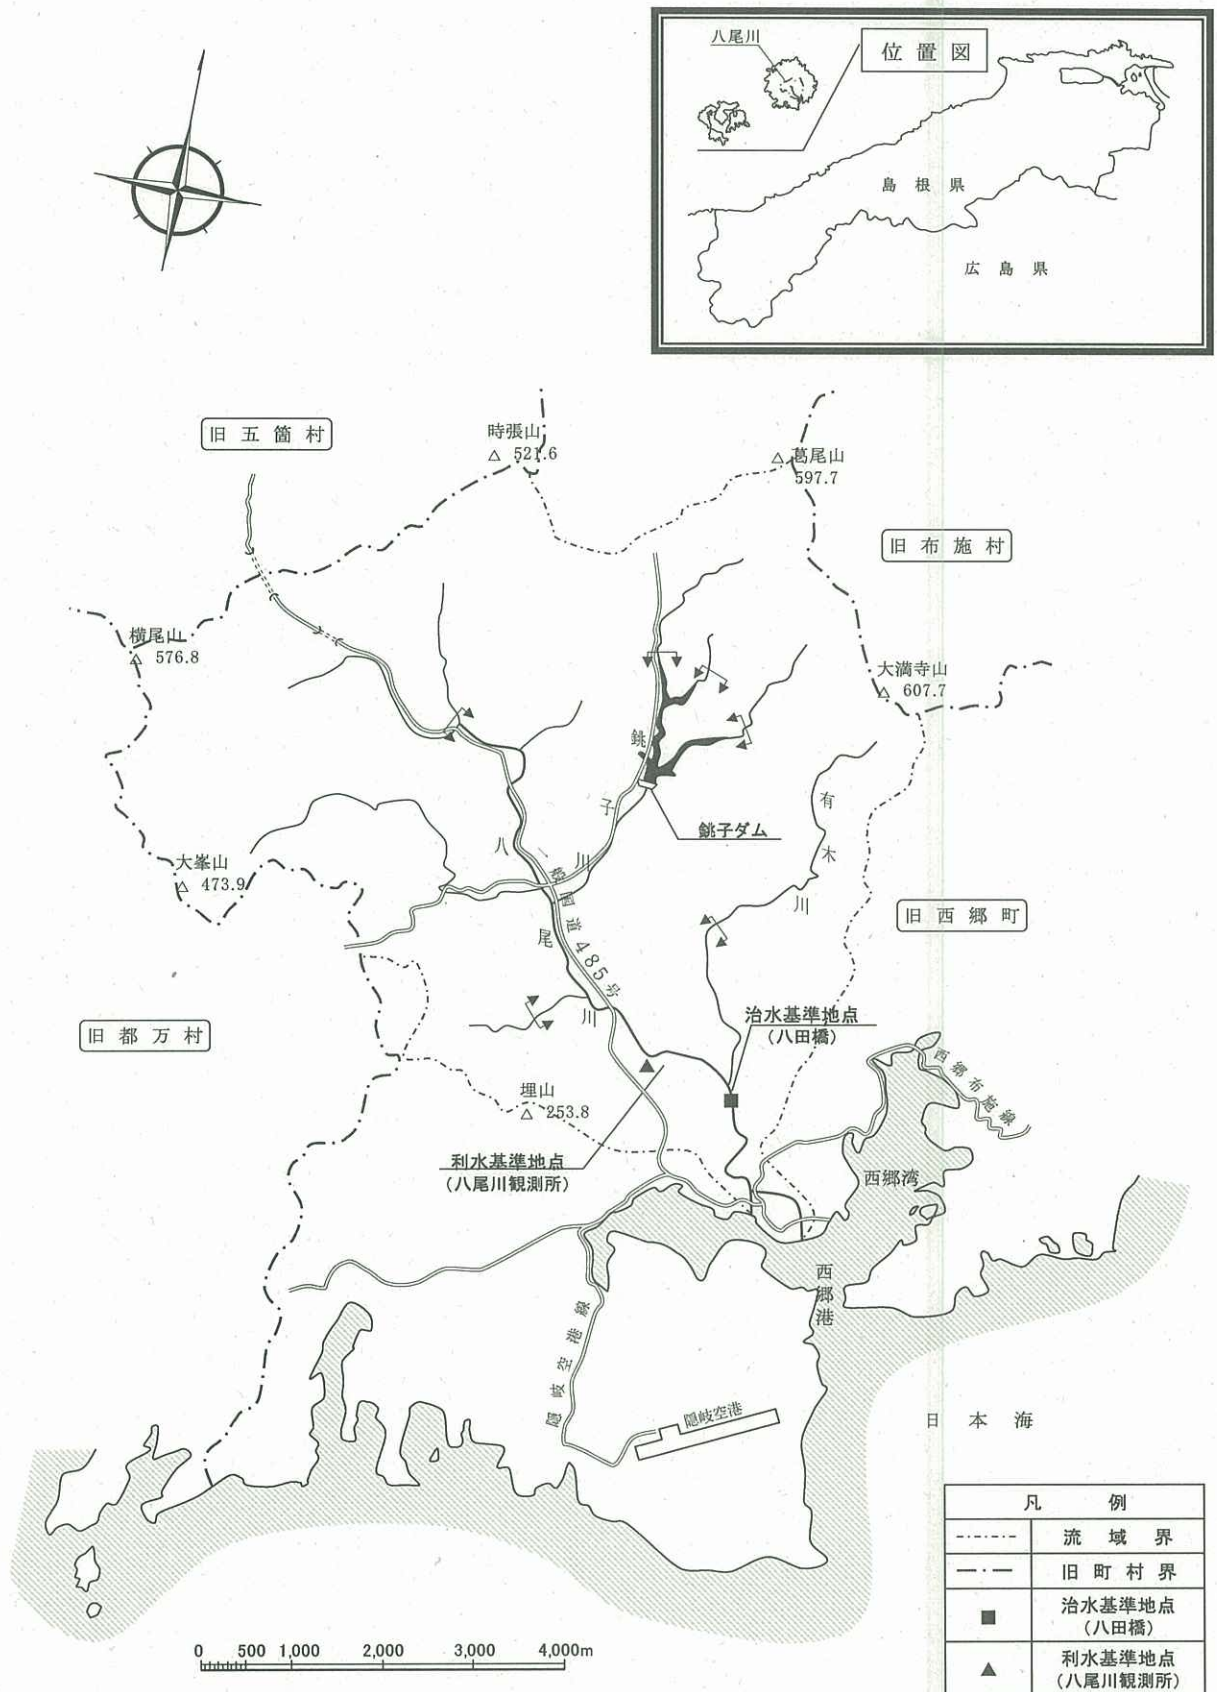 位置図
八尾川
島根県
広島県
旧五箇村
時張山
521.6
葛尾山
597.7
旧布施村
横尾山
576.8
大満寺山
607.7
銚子川
銚子ダム
有木川
大峯山
473.9
八尾川
一般国道485号
旧西郷町
旧都万村
治水基準地点
(八田橋)
西郷布施線
埋山
253.8
利水基準地点
(八尾川観測所)
西郷湾
西郷港
隠岐空港線
隠岐空港
日本海
凡例
流域界
旧町村界
治水基準地点
(八田橋)
利水基準地点
(八尾川観測所)
0 500 1,000 2,000 3,000 4,000m